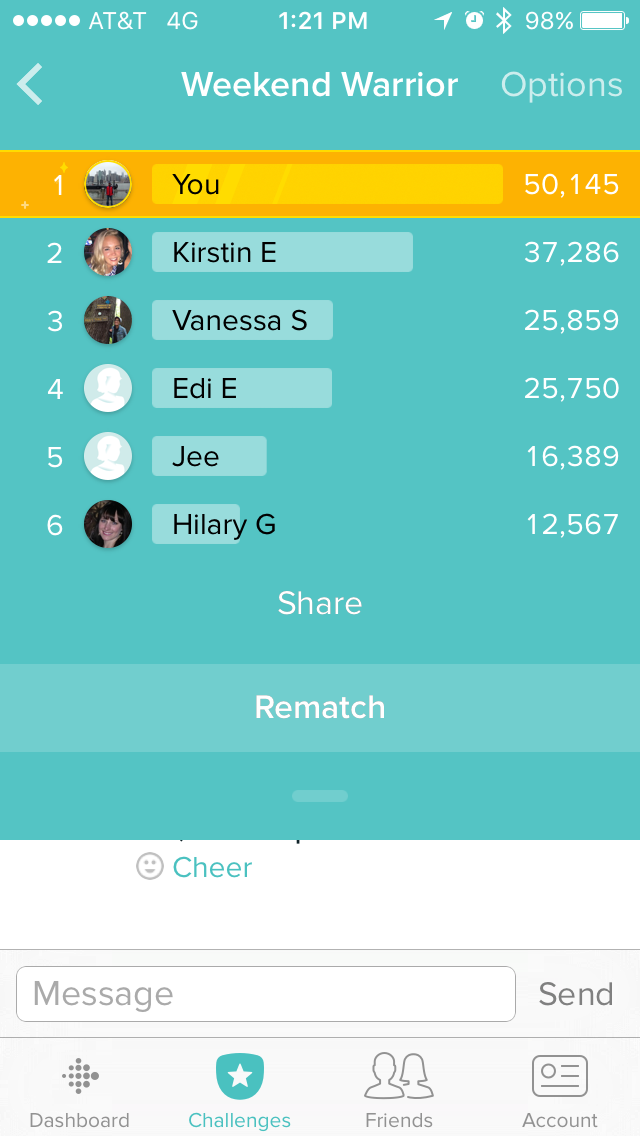 AT&T 4G 1:21 PM 98%
Weekend Warrior Options
1 You 50,145
2 Kirstin E 37,286
3 Vanessa S 25,859
4 Edi E 25,750
5 Jee 16,389
6 Hilary G 12,567
Share
Rematch
Cheer
Message Send
Dashboard Challenges Friends Account